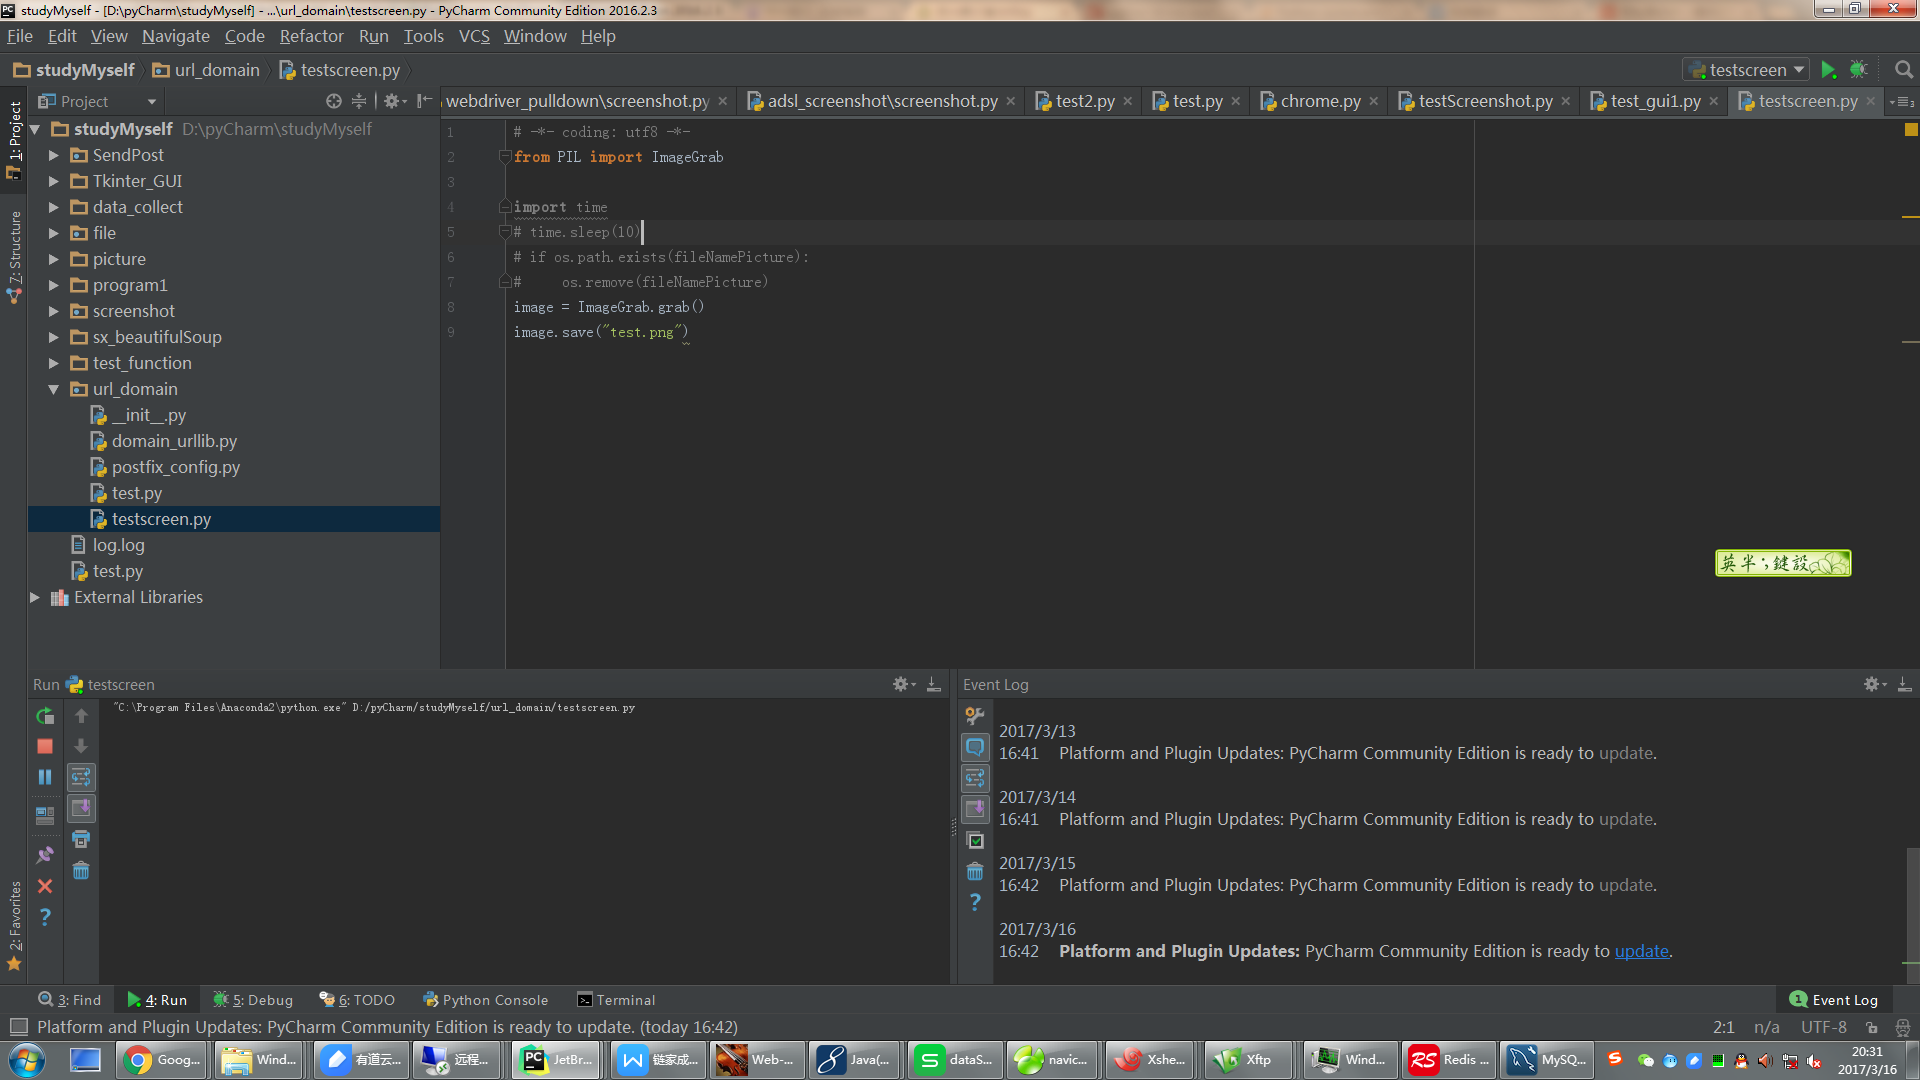 studyMyself - [D:\pyCharm\studyMyself] - ...\url_domain\testscreen.py - PyCharm Community Edition 2016.2.3
File Edit View Navigate Code Refactor Run Tools VCS Window Help
studyMyself url_domain testscreen.py
testscreen
Project
webdriver_pulldown\screenshot.py adsl_screenshot\screenshot.py test2.py test.py chrome.py testScreenshot.py test_gui1.py testscreen.py
1: Project
7: Structure
2: Favorites
studyMyself D:\pyCharm\studyMyself
SendPost
Tkinter_GUI
data_collect
file
picture
program1
screenshot
sx_beautifulSoup
test_function
url_domain
__init__.py
domain_urllib.py
postfix_config.py
test.py
testscreen.py
log.log
test.py
External Libraries
1 # -*- coding: utf8 -*-
2 from PIL import ImageGrab
3
4 import time
5 # time.sleep(10)
6 # if os.path.exists(fileNamePicture):
7 #     os.remove(fileNamePicture)
8 image = ImageGrab.grab()
9 image.save("test.png")
英半;鍵設
Run testscreen
"C:\Program Files\Anaconda2\python.exe" D:/pyCharm/studyMyself/url_domain/testscreen.py
Event Log
2017/3/13
16:41 Platform and Plugin Updates: PyCharm Community Edition is ready to update.
2017/3/14
16:41 Platform and Plugin Updates: PyCharm Community Edition is ready to update.
2017/3/15
16:42 Platform and Plugin Updates: PyCharm Community Edition is ready to update.
2017/3/16
16:42 Platform and Plugin Updates: PyCharm Community Edition is ready to update.
3: Find 4: Run 5: Debug 6: TODO Python Console Terminal
1 Event Log
Platform and Plugin Updates: PyCharm Community Edition is ready to update. (today 16:42)
2:1 n/a UTF-8
Goog... Wind... 有道云... 远程... JetBr... 链家成... Web-... Java(... dataS... navic... Xshe... Xftp Wind... Redis ... MySQ...
20:31
2017/3/16